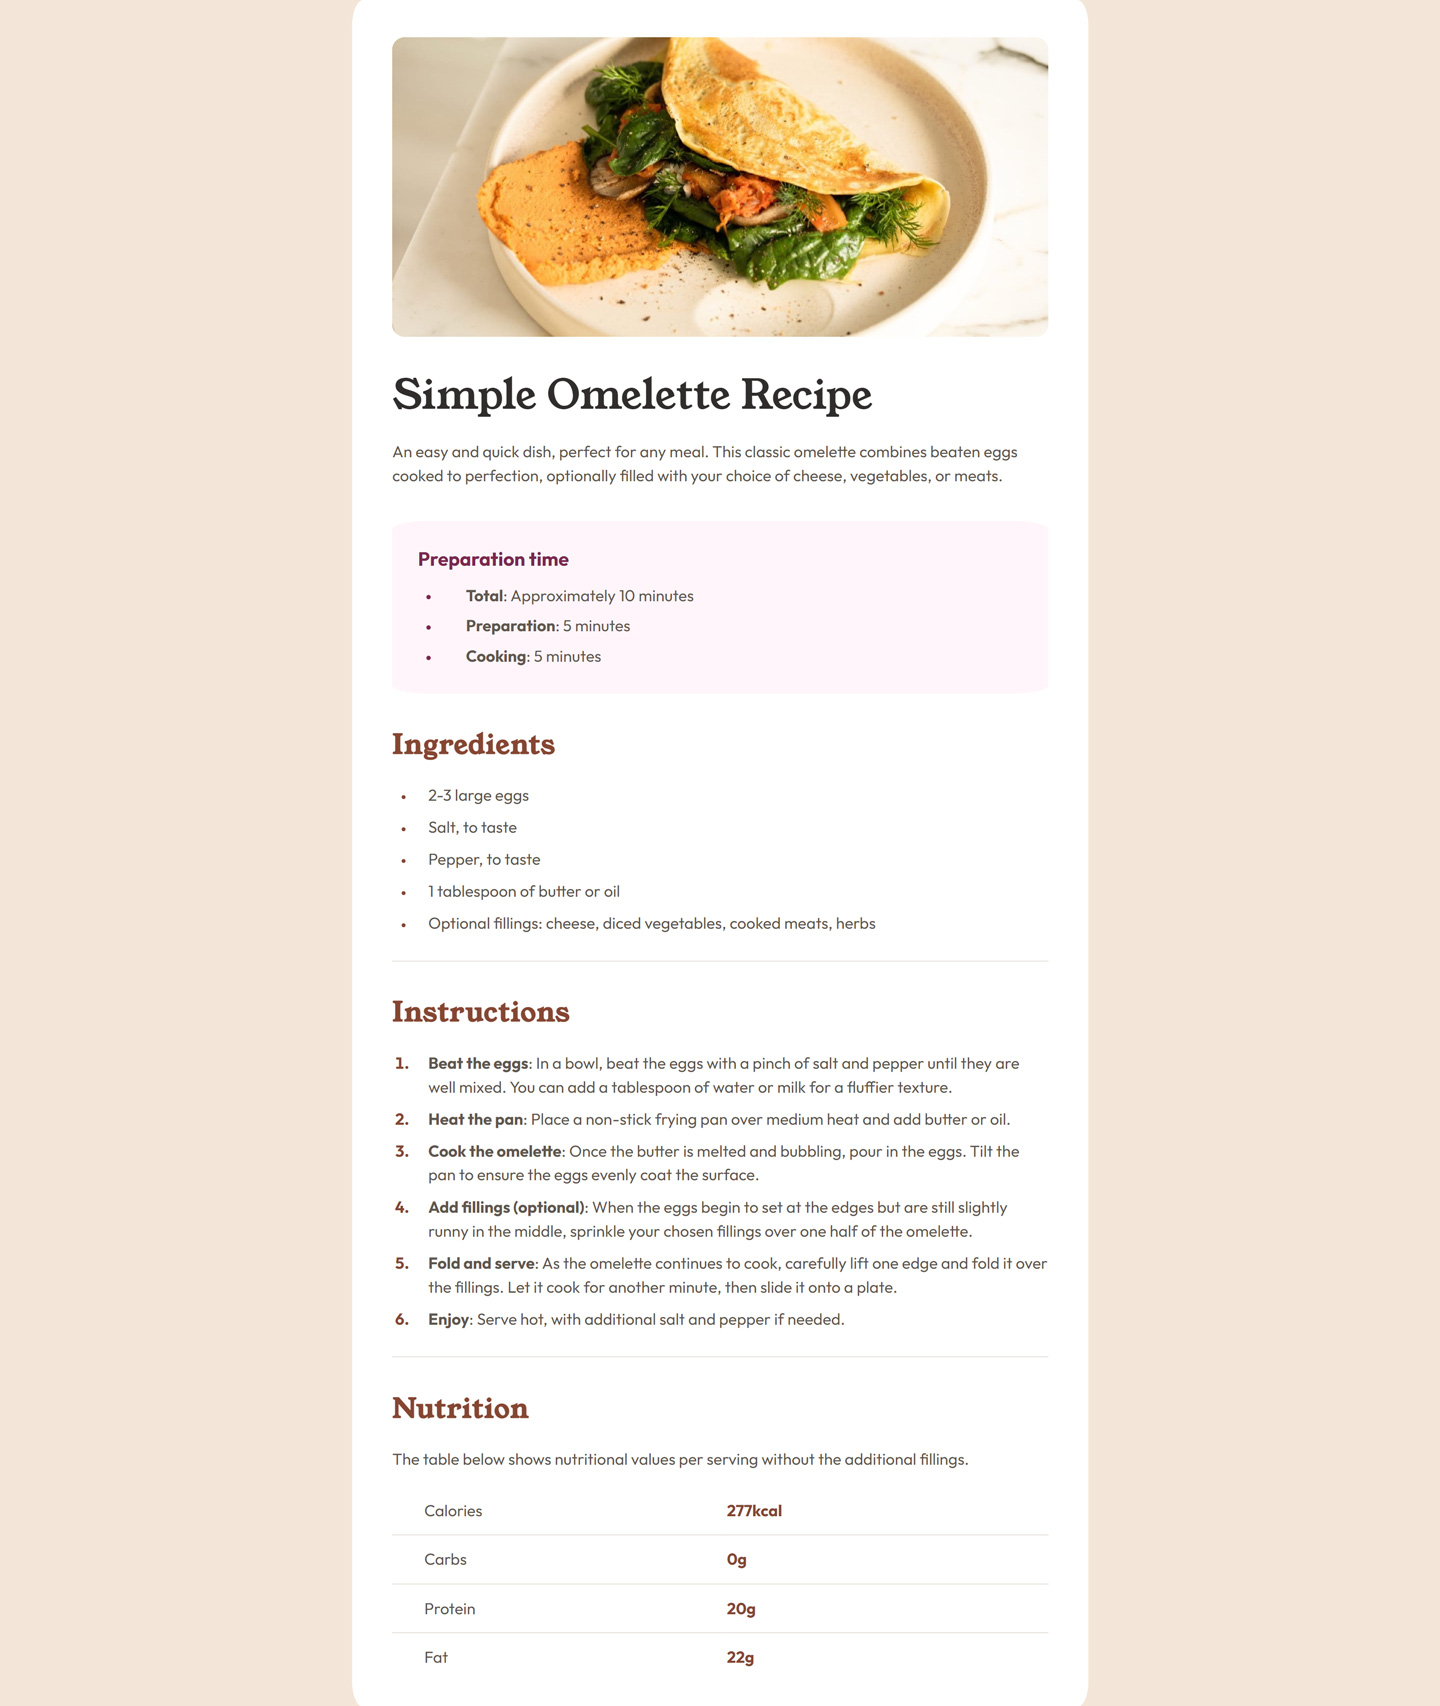 Simple Omelette Recipe
An easy and quick dish, perfect for any meal. This classic omelette combines beaten eggs
cooked to perfection, optionally filled with your choice of cheese, vegetables, or meats.
Preparation time
• Total: Approximately 10 minutes
• Preparation: 5 minutes
• Cooking: 5 minutes
Ingredients
• 2-3 large eggs
• Salt, to taste
• Pepper, to taste
• 1 tablespoon of butter or oil
• Optional fillings: cheese, diced vegetables, cooked meats, herbs
Instructions
1. Beat the eggs: In a bowl, beat the eggs with a pinch of salt and pepper until they are
well mixed. You can add a tablespoon of water or milk for a fluffier texture.
2. Heat the pan: Place a non-stick frying pan over medium heat and add butter or oil.
3. Cook the omelette: Once the butter is melted and bubbling, pour in the eggs. Tilt the
pan to ensure the eggs evenly coat the surface.
4. Add fillings (optional): When the eggs begin to set at the edges but are still slightly
runny in the middle, sprinkle your chosen fillings over one half of the omelette.
5. Fold and serve: As the omelette continues to cook, carefully lift one edge and fold it over
the fillings. Let it cook for another minute, then slide it onto a plate.
6. Enjoy: Serve hot, with additional salt and pepper if needed.
Nutrition
The table below shows nutritional values per serving without the additional fillings.
Calories 277kcal
Carbs 0g
Protein 20g
Fat 22g